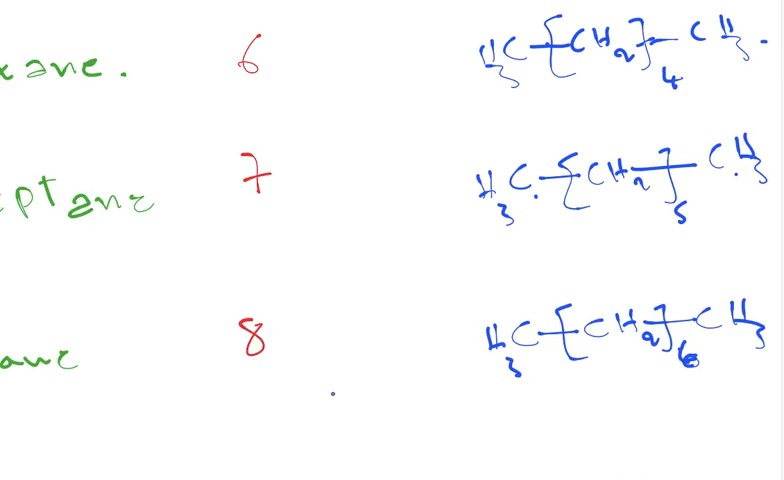 xane. 6 H3C-[CH2]4-CH3.
ptane 7 H3C.-[CH2]5-CH3
ane 8 H3C-[CH2]6-CH3